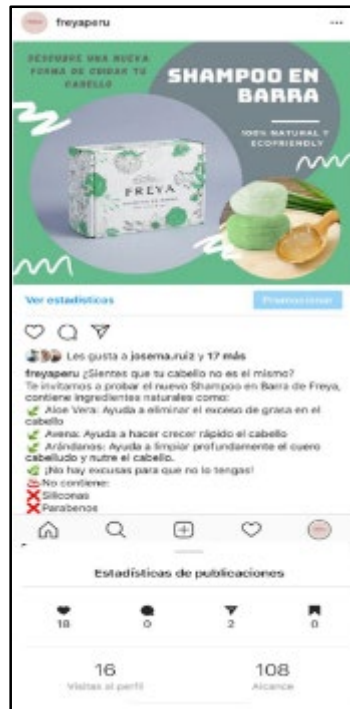 freyaperu
DESCUBRE UNA NUEVA
FORMA DE CUIDAR TU
CABELLO
SHAMPOO EN
BARRA
100% NATURAL Y
ECOFRIENDLY
FREYA
Ver estadísticas
Promocionar
Les gusta a josema.ruiz y 17 más
freyaperu ¿Sientes que tu cabello no es el mismo?
Te invitamos a probar el nuevo Shampoo en Barra de Freya,
contiene ingredientes naturales como:
Aloe Vera: Ayuda a eliminar el exceso de grasa en el
cabello
Avena: Ayuda a hacer crecer rápido el cabello
Arándanos: Ayuda a limpiar profundamente el cuero
cabelludo y nutre el cabello.
¡No hay excusas para que no lo tengas!
No contiene:
❌Siliconas
❌Parabenos
Estadísticas de publicaciones
18 0 2 0
16 108
Visitas al perfil Alcance